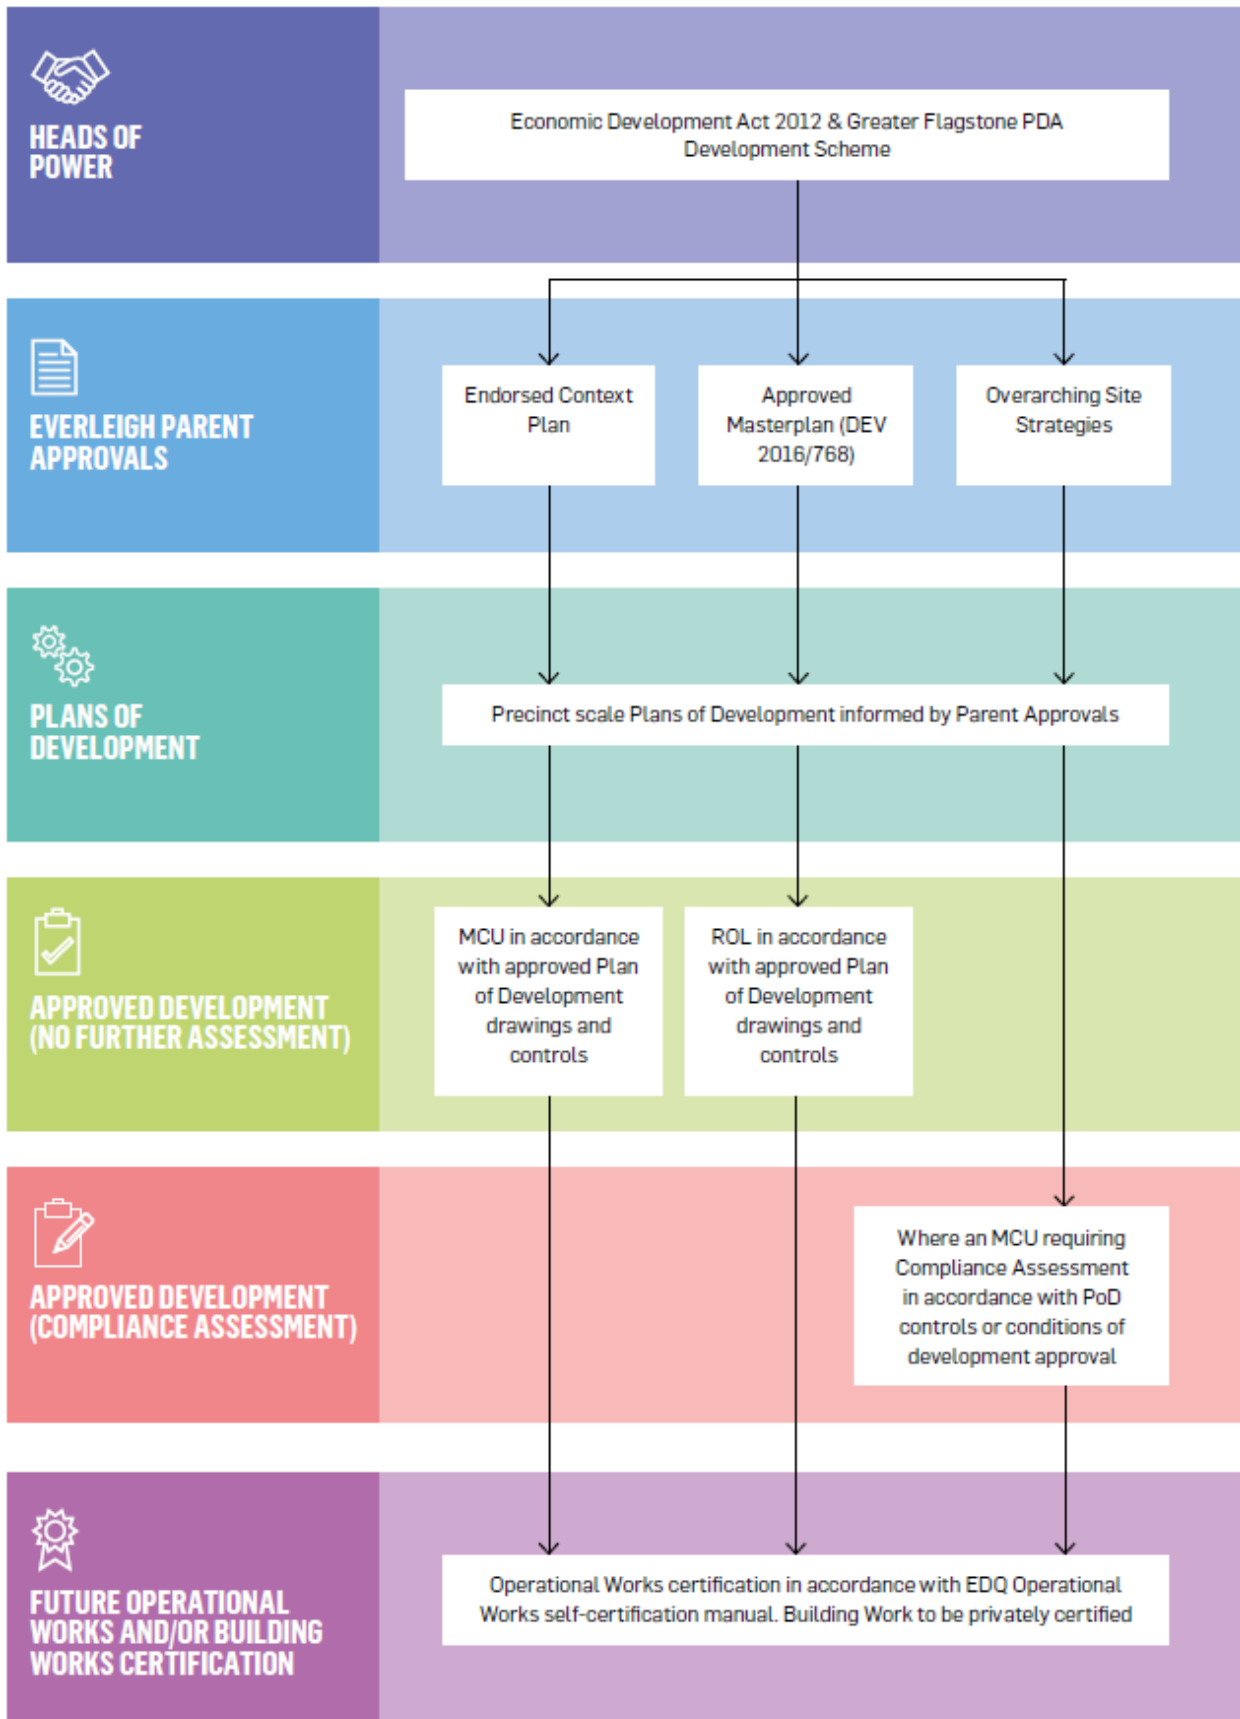 HEADS OF
POWER
Economic Development Act 2012 & Greater Flagstone PDA
Development Scheme
EVERLEIGH PARENT
APPROVALS
Endorsed Context
Plan
Approved
Masterplan (DEV
2016/768)
Overarching Site
Strategies
PLANS OF
DEVELOPMENT
Precinct scale Plans of Development informed by Parent Approvals
APPROVED DEVELOPMENT
(NO FURTHER ASSESSMENT)
MCU in accordance
with approved Plan
of Development
drawings and
controls
ROL in accordance
with approved Plan
of Development
drawings and
controls
APPROVED DEVELOPMENT
(COMPLIANCE ASSESSMENT)
Where an MCU requiring
Compliance Assessment
in accordance with PoD
controls or conditions of
development approval
FUTURE OPERATIONAL
WORKS AND/OR BUILDING
WORKS CERTIFICATION
Operational Works certification in accordance with EDQ Operational
Works self-certification manual. Building Work to be privately certified